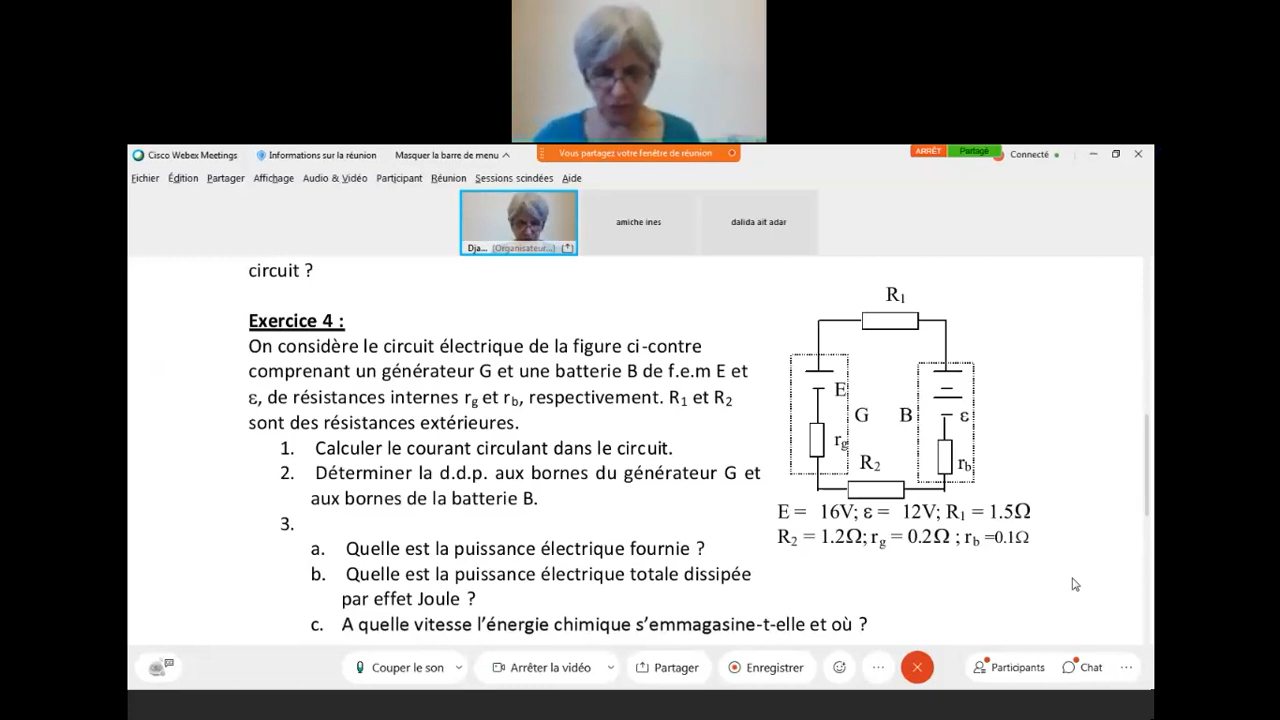 Cisco Webex Meetings
Informations sur la réunion
Masquer la barre de menu
Vous partagez votre fenêtre de réunion
ARRÊT
Partagé
Connecté
Fichier Édition Partager Affichage Audio & Vidéo Participant Réunion Sessions scindées Aide
Dja... (Organisateur...)
amiche ines
dalida ait adar
circuit ?
Exercice 4 :
On considère le circuit électrique de la figure ci-contre
comprenant un générateur G et une batterie B de f.e.m E et
ε, de résistances internes rg et rb, respectivement. R1 et R2
sont des résistances extérieures.
1. Calculer le courant circulant dans le circuit.
2. Déterminer la d.d.p. aux bornes du générateur G et
aux bornes de la batterie B.
3.
a. Quelle est la puissance électrique fournie ?
b. Quelle est la puissance électrique totale dissipée
par effet Joule ?
c. A quelle vitesse l'énergie chimique s'emmagasine-t-elle et où ?
R1
E
G
B
ε
rg
R2
rb
E = 16V; ε = 12V; R1 = 1.5Ω
R2 = 1.2Ω; rg = 0.2Ω ; rb =0.1Ω
Couper le son
Arrêter la vidéo
Partager
Enregistrer
Participants
Chat